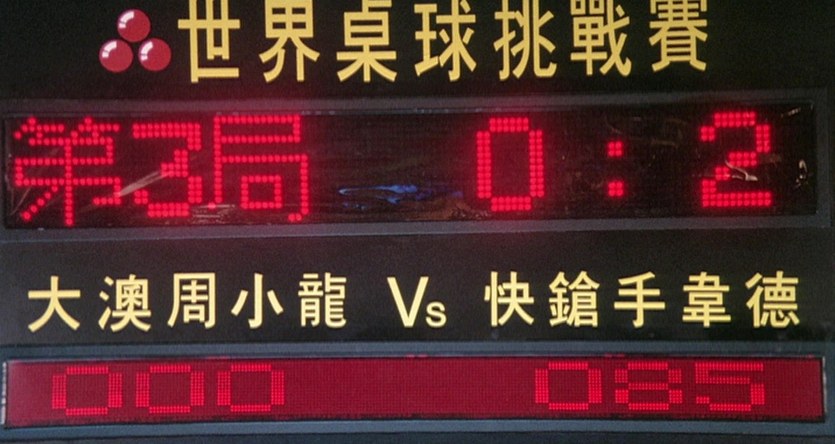 世界桌球挑戰賽
第3局 0:2
大澳周小龍 Vs 快鎗手韋德
000 085